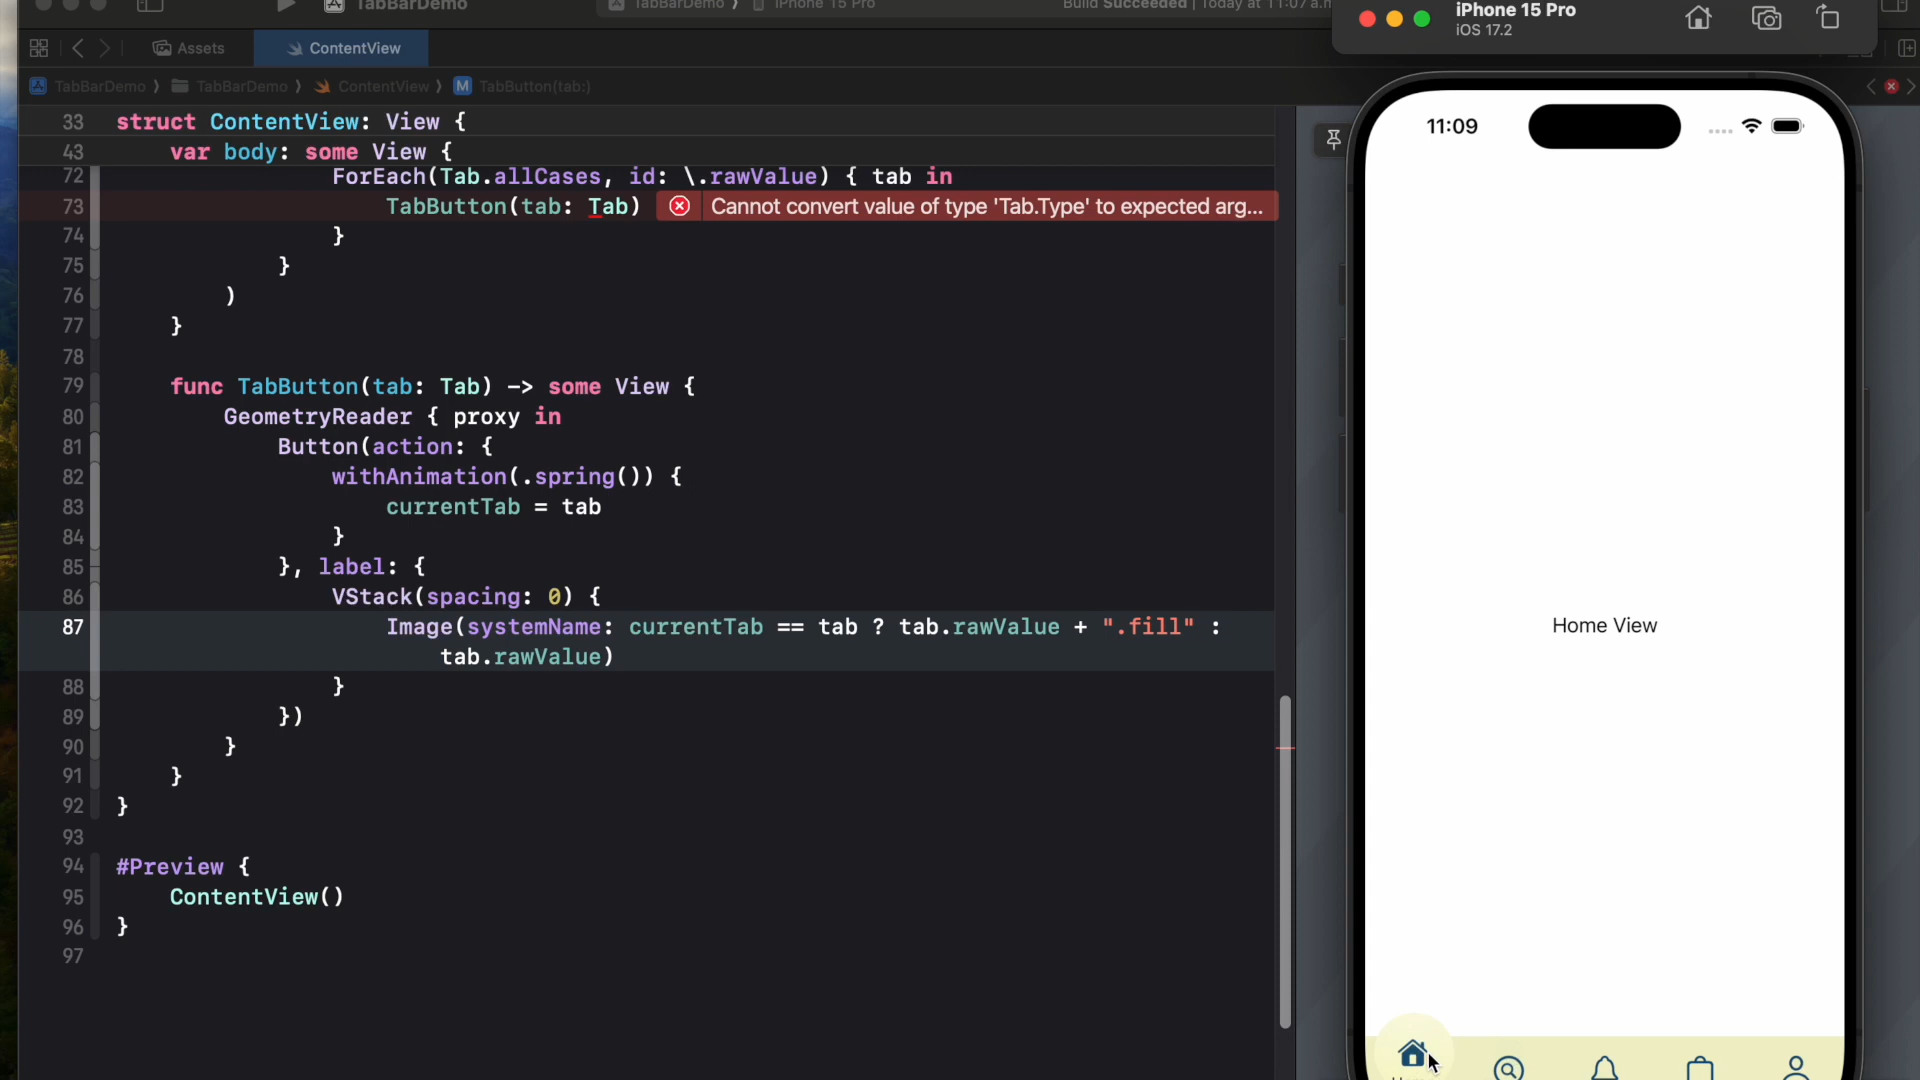 TabBarDemo
TabBarDemo ⟩ iPhone 15 Pro
Build Succeeded | Today at 11:07 a.m
Assets
ContentView
TabBarDemo ⟩ TabBarDemo ⟩ ContentView ⟩ M TabButton(tab:)
33 struct ContentView: View {
43 var body: some View {
72 ForEach(Tab.allCases, id: \.rawValue) { tab in
73 TabButton(tab: Tab) Cannot convert value of type 'Tab.Type' to expected arg...
74 }
75 }
76 )
77 }
78
79 func TabButton(tab: Tab) -> some View {
80 GeometryReader { proxy in
81 Button(action: {
82 withAnimation(.spring()) {
83 currentTab = tab
84 }
85 }, label: {
86 VStack(spacing: 0) {
87 Image(systemName: currentTab == tab ? tab.rawValue + ".fill" :
tab.rawValue)
88 }
89 })
90 }
91 }
92 }
93
94 #Preview {
95 ContentView()
96 }
97
iPhone 15 Pro
iOS 17.2
11:09
Home View